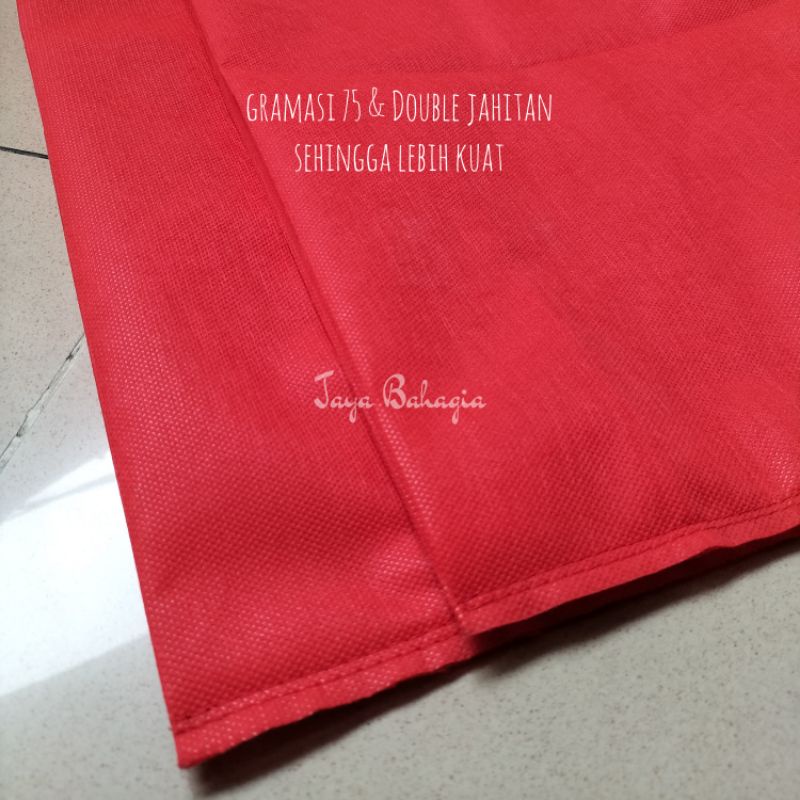 GRAMASI 75 & DOUBLE JAHITAN
SEHINGGA LEBIH KUAT
Jaya Bahagia